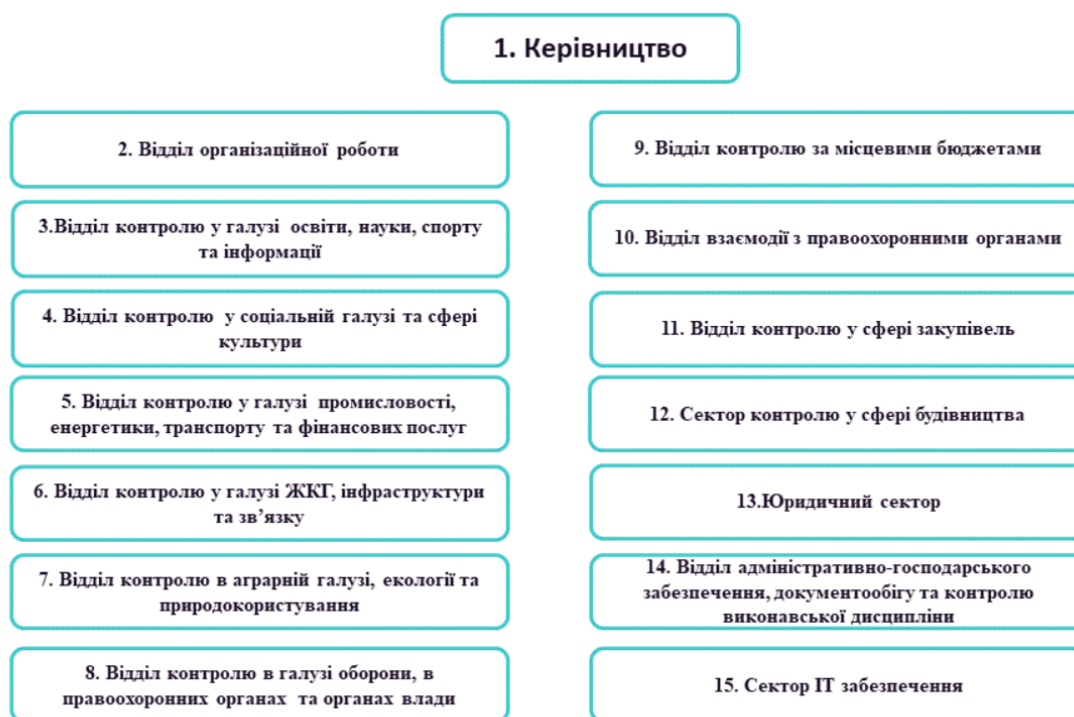 1. Керівництво
2. Відділ організаційної роботи
3.Відділ контролю у галузі освіти, науки, спорту
та інформації
4. Відділ контролю у соціальній галузі та сфері
культури
5. Відділ контролю у галузі промисловості,
енергетики, транспорту та фінансових послуг
6. Відділ контролю у галузі ЖКГ, інфраструктури
та зв’язку
7. Відділ контролю в аграрній галузі, екології та
природокористування
8. Відділ контролю в галузі оборони, в
правоохоронних органах та органах влади
9. Відділ контролю за місцевими бюджетами
10. Відділ взаємодії з правоохоронними органами
11. Відділ контролю у сфері закупівель
12. Сектор контролю у сфері будівництва
13.Юридичний сектор
14. Відділ адміністративно-господарського
забезпечення, документообігу та контролю
виконавської дисципліни
15. Сектор ІТ забезпечення